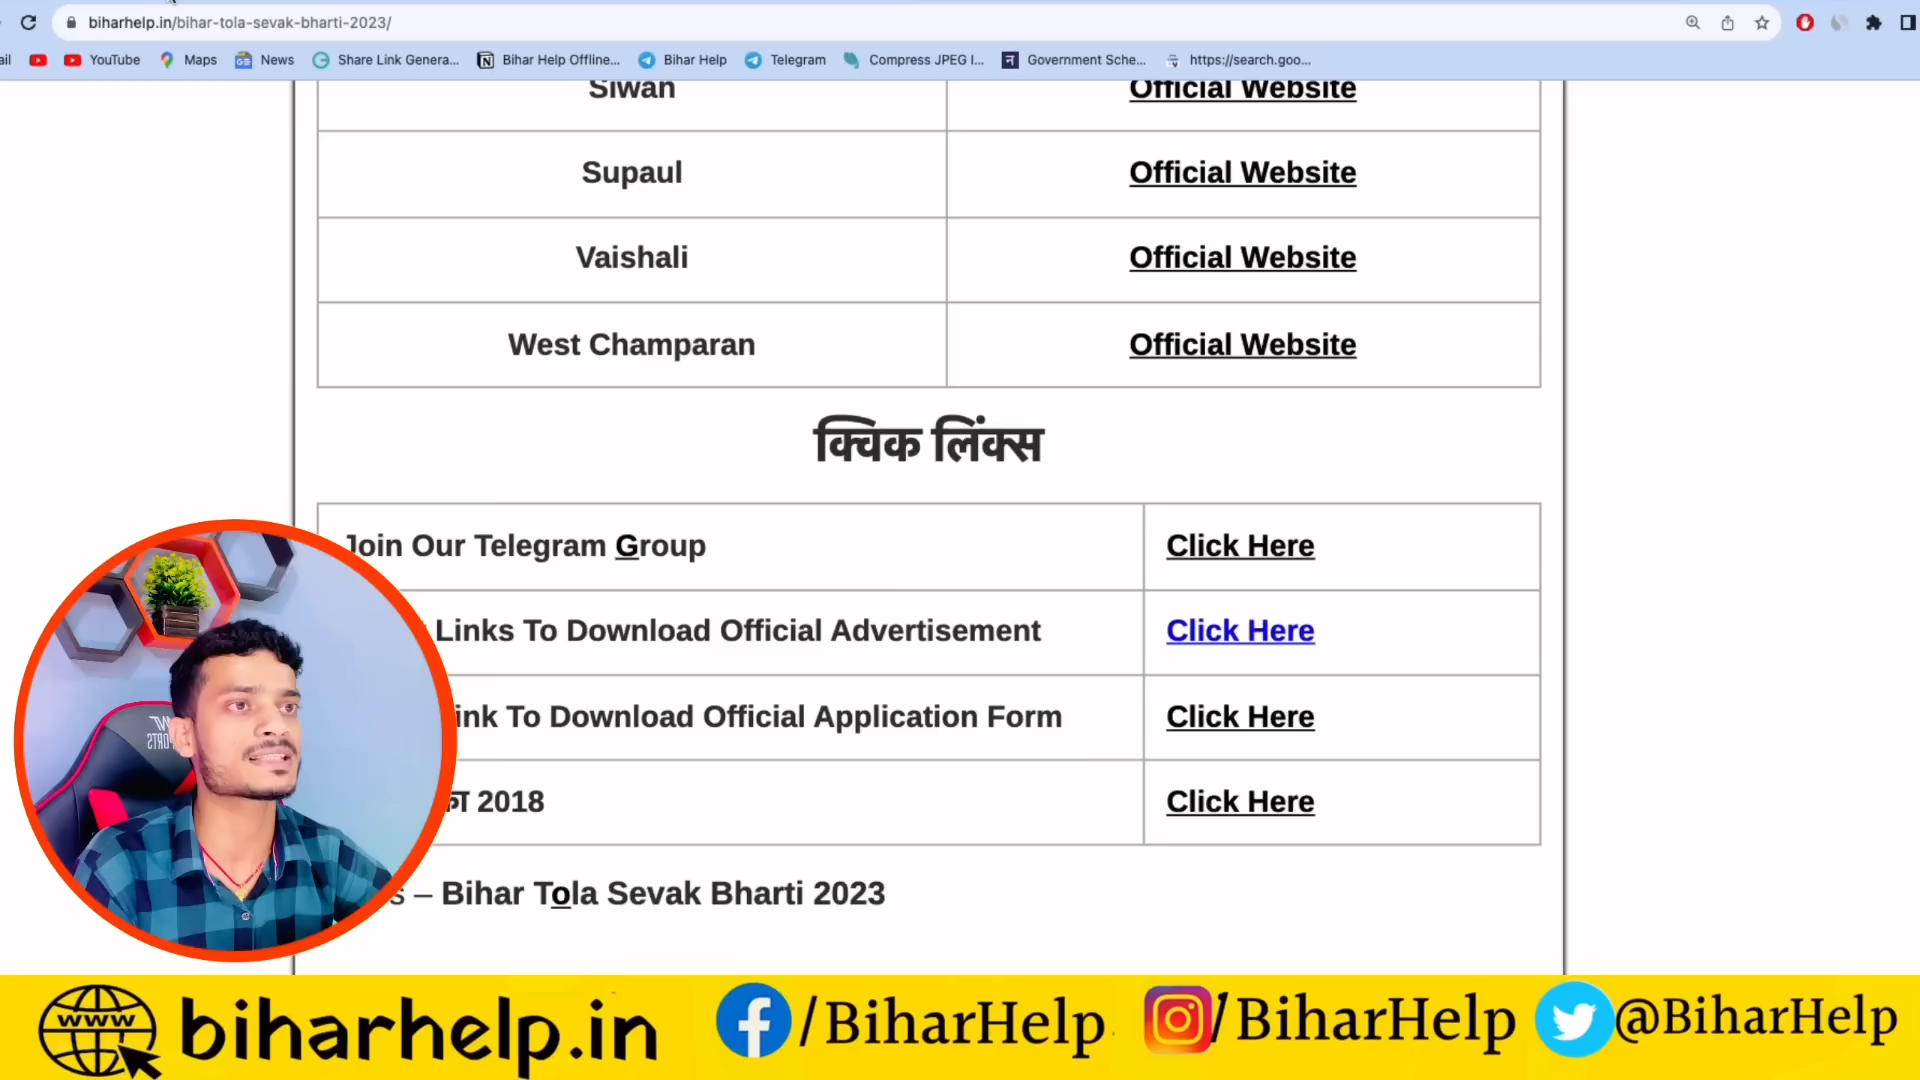 biharhelp.in/bihar-tola-sevak-bharti-2023/
YouTube Maps News Share Link Genera... Bihar Help Offline... Bihar Help Telegram Compress JPEG I... Government Sche... https://search.goo...
Siwan Official Website
Supaul Official Website
Vaishali Official Website
West Champaran Official Website
क्विक लिंक्स
Join Our Telegram Group Click Here
Links To Download Official Advertisement Click Here
ink To Download Official Application Form Click Here
का 2018 Click Here
s – Bihar Tola Sevak Bharti 2023
www biharhelp.in /BiharHelp /BiharHelp @BiharHelp